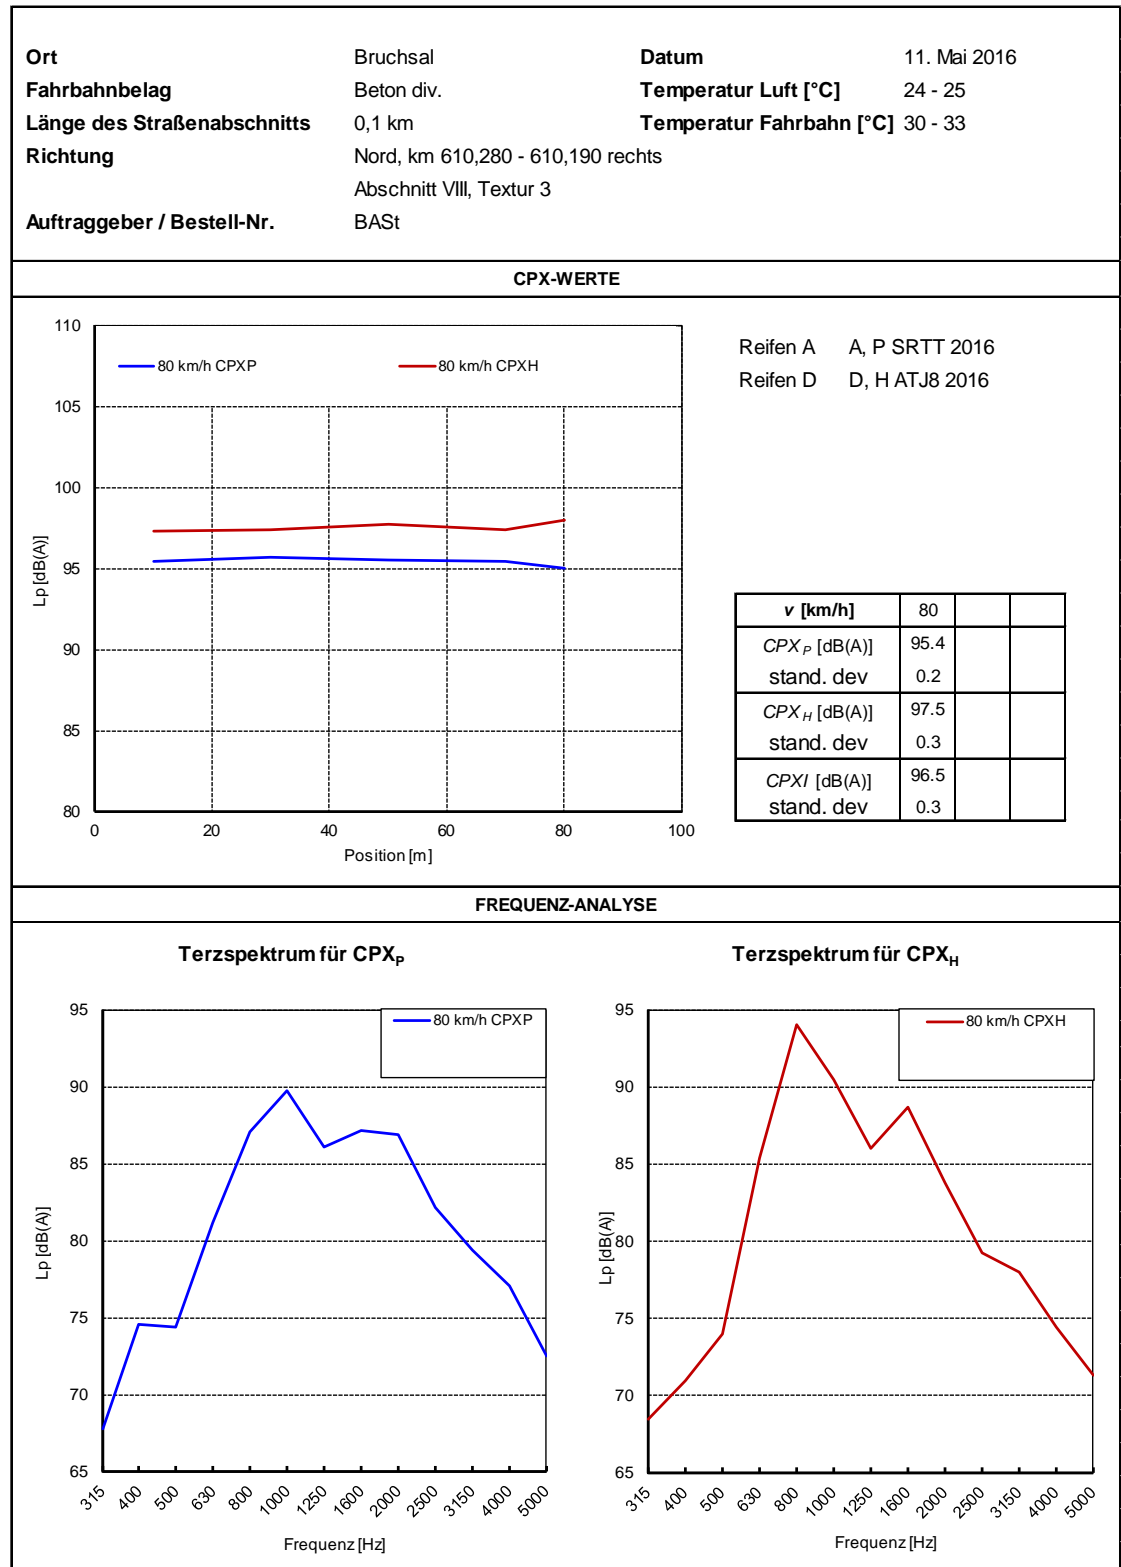 Ort Bruchsal Datum 11. Mai 2016
Fahrbahnbelag Beton div. Temperatur Luft [°C] 24 - 25
Länge des Straßenabschnitts 0,1 km Temperatur Fahrbahn [°C] 30 - 33
Richtung Nord, km 610,280 - 610,190 rechts
Abschnitt VIII, Textur 3
Auftraggeber / Bestell-Nr. BASt
CPX-WERTE
110
105
100
95
90
85
80
Lp [dB(A)]
80 km/h CPXP 80 km/h CPXH
0 20 40 60 80 100
Position [m]
Reifen A A, P SRTT 2016
Reifen D D, H ATJ8 2016
v [km/h] 80
CPX P [dB(A)] 95.4
stand. dev 0.2
CPX H [dB(A)] 97.5
stand. dev 0.3
CPXI [dB(A)] 96.5
stand. dev 0.3
FREQUENZ-ANALYSE
Terzspektrum für CPXP
95
90
85
80
75
70
65
Lp [dB(A)]
80 km/h CPXP
315 400 500 630 800 1000 1250 1600 2000 2500 3150 4000 5000
Frequenz [Hz]
Terzspektrum für CPXH
95
90
85
80
75
70
65
Lp [dB(A)]
80 km/h CPXH
315 400 500 630 800 1000 1250 1600 2000 2500 3150 4000 5000
Frequenz [Hz]